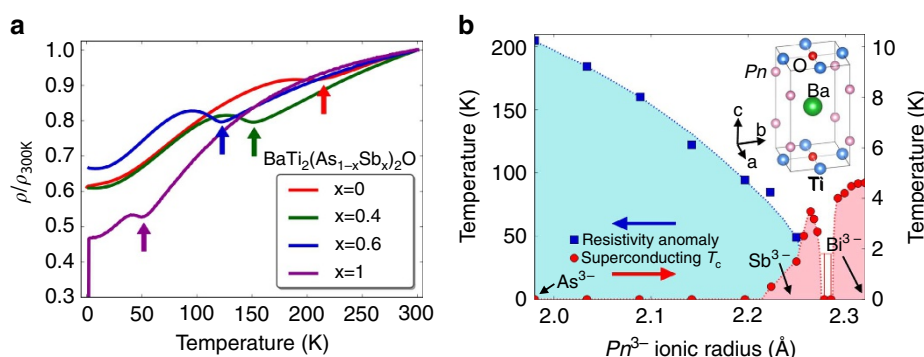 a
1.0
0.9
0.8
0.7
0.6
0.5
0.4
0.3
ρ/ρ300K
BaTi2(As1−xSbx)2O
x=0
x=0.4
x=0.6
x=1
0 50 100 150 200 250 300
Temperature (K)
b
200
150
100
50
0
Temperature (K)
Pn
O
Ba
Ti
c
b
a
Resistivity anomaly
Superconducting Tc
As3−
Sb3−
Bi3−
10
8
6
4
2
0
Temperature (K)
2.0 2.1 2.2 2.3
Pn3− ionic radius (Å)